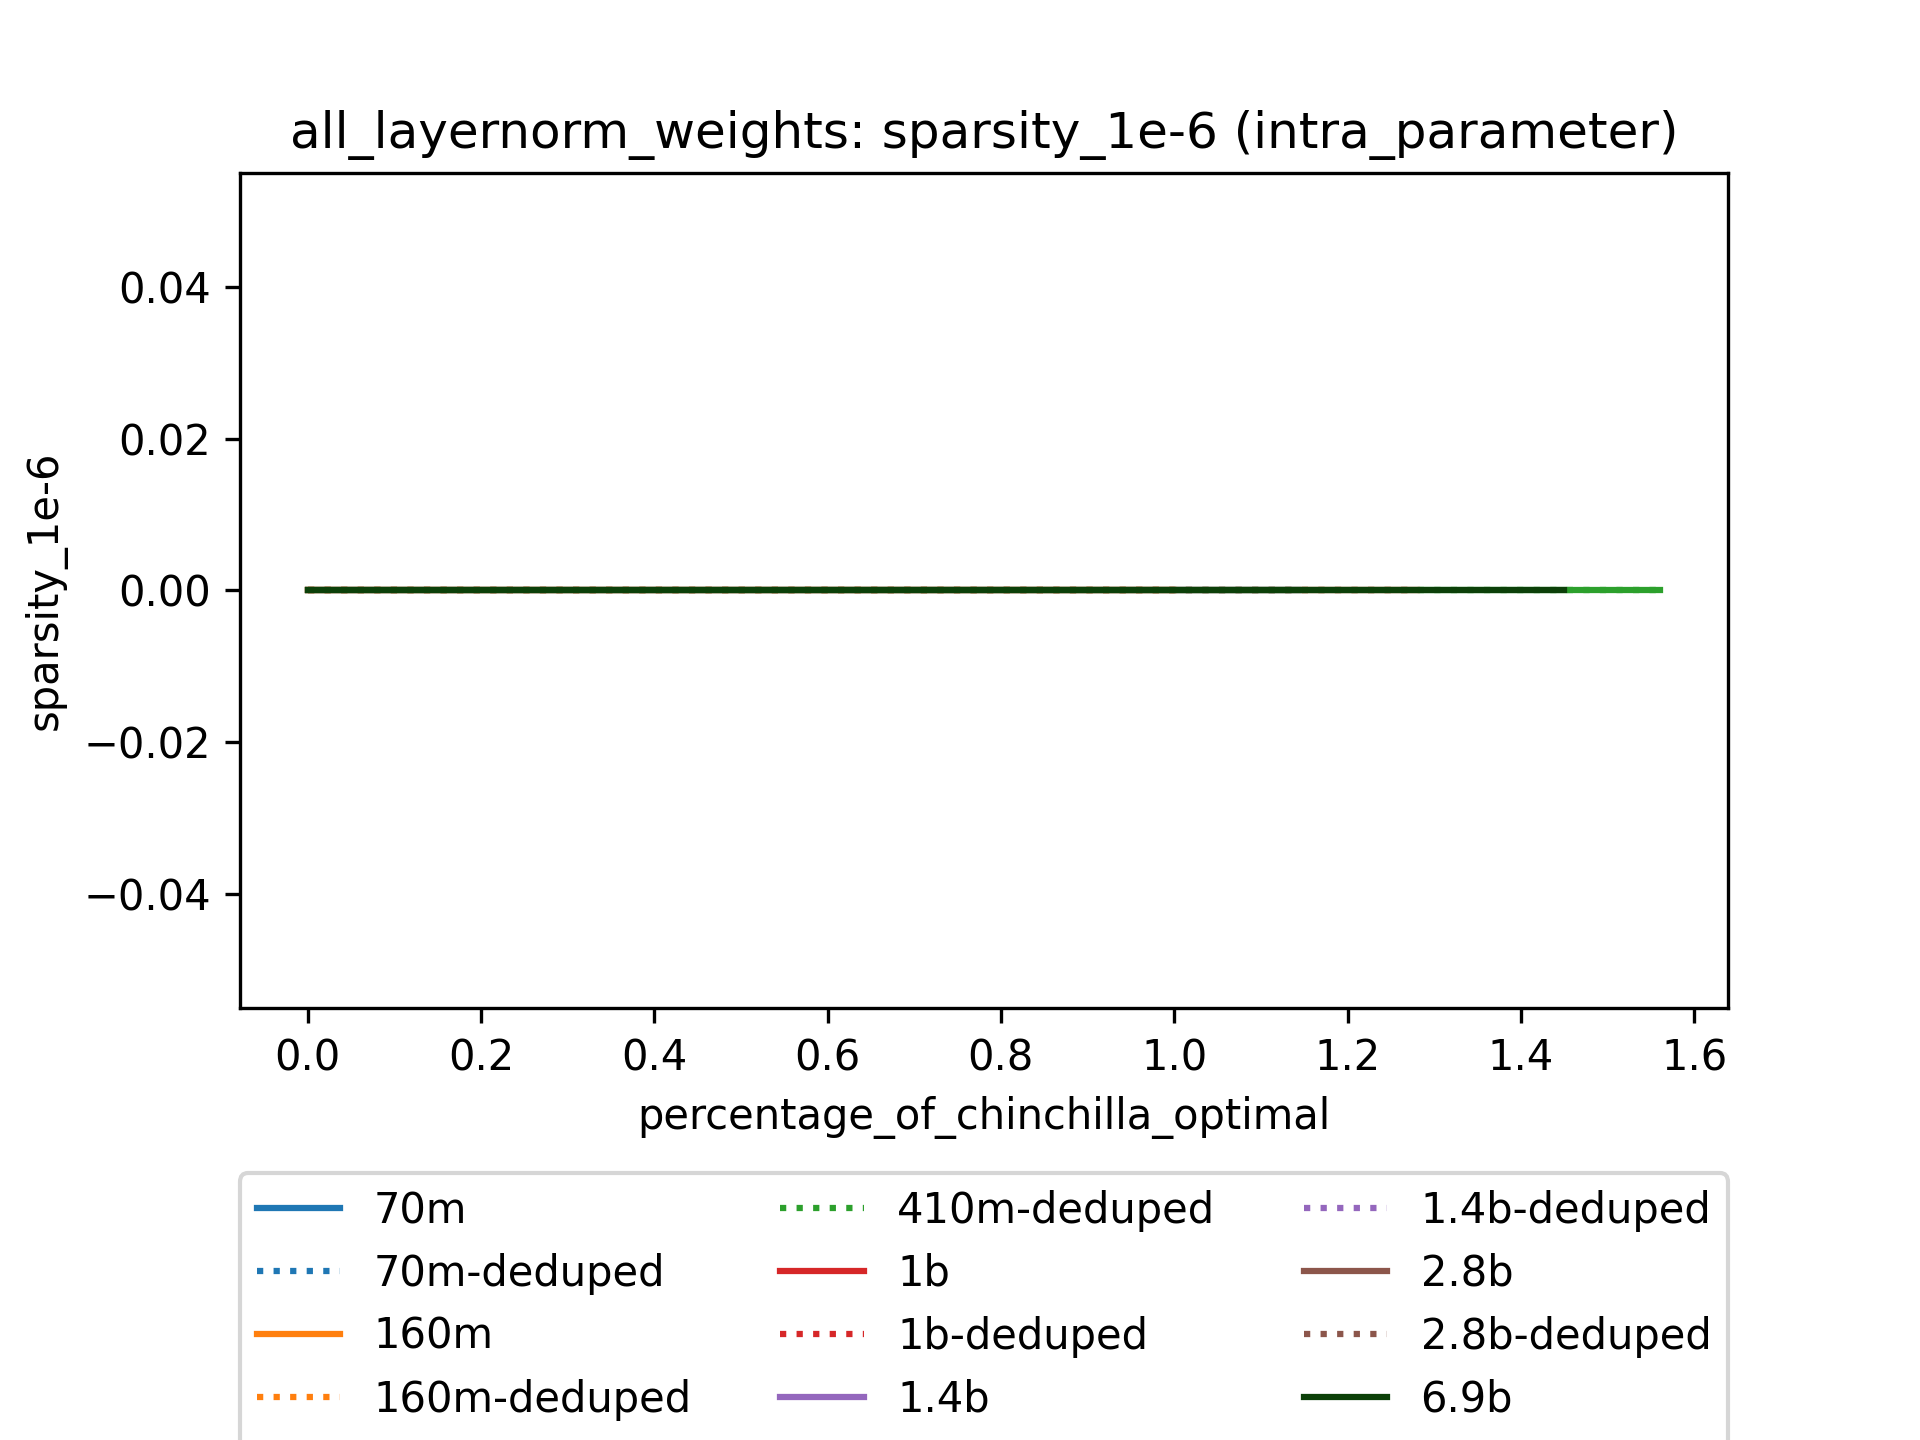 all_layernorm_weights: sparsity_1e-6 (intra_parameter)
sparsity_1e-6
0.04
0.02
0.00
−0.02
−0.04
0.0 0.2 0.4 0.6 0.8 1.0 1.2 1.4 1.6
percentage_of_chinchilla_optimal
70m
70m-deduped
160m
160m-deduped
410m-deduped
1b
1b-deduped
1.4b
1.4b-deduped
2.8b
2.8b-deduped
6.9b